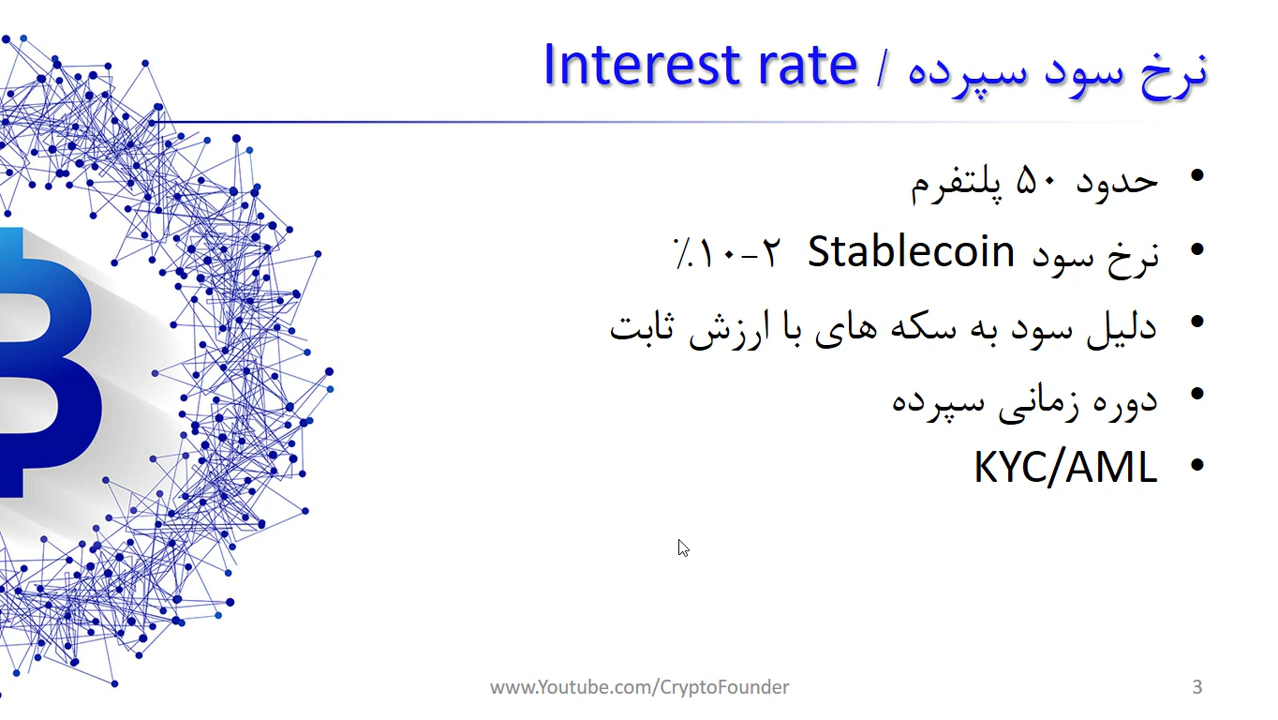 نرخ سود سپرده / Interest rate
• حدود ۵۰ پلتفرم
• نرخ سود Stablecoin ۲-۱۰٪
• دلیل سود به سکه های با ارزش ثابت
• دوره زمانی سپرده
• KYC/AML
www.Youtube.com/CryptoFounder
3